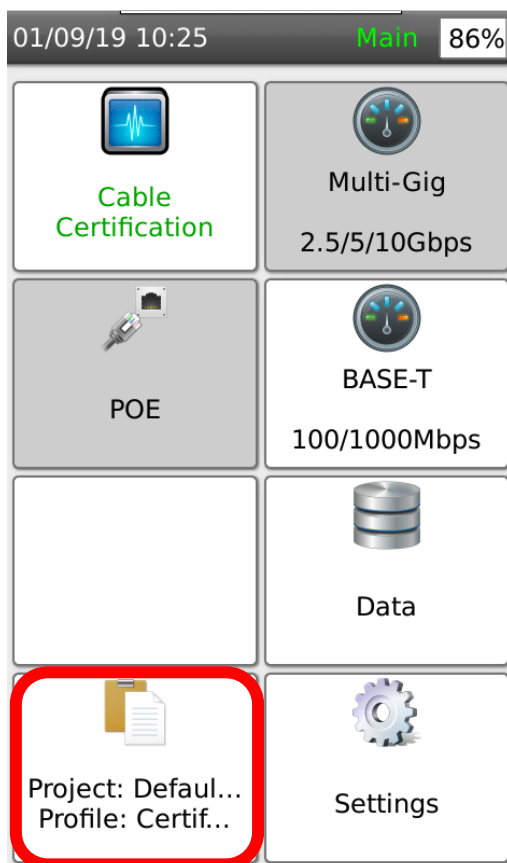 01/09/19 10:25 Main 86%
Cable
Certification
Multi-Gig
2.5/5/10Gbps
POE
BASE-T
100/1000Mbps
Data
Project: Defaul...
Profile: Certif...
Settings